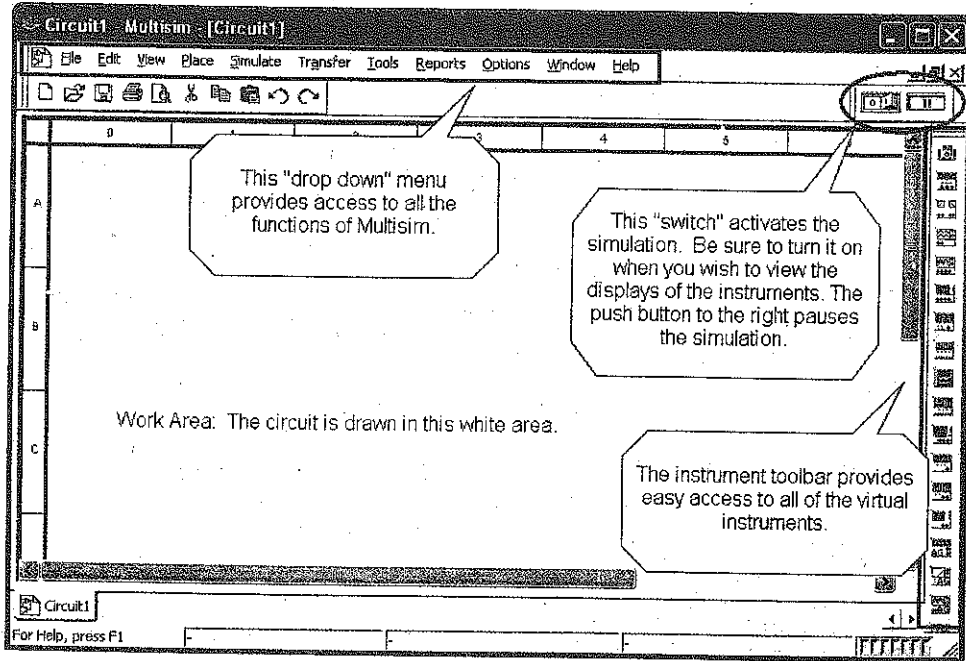 Circuit1 - Multisim - [Circuit1]
File Edit View Place Simulate Transfer Tools Reports Options Window Help
0 1 2 3 4 5
A
This "drop down" menu
provides access to all the
functions of Multisim.
This "switch" activates the
simulation. Be sure to turn it on
when you wish to view the
displays of the instruments. The
push button to the right pauses
the simulation.
B
Work Area: The circuit is drawn in this white area.
C
The instrument toolbar provides
easy access to all of the virtual
instruments.
Circuit1
For Help, press F1